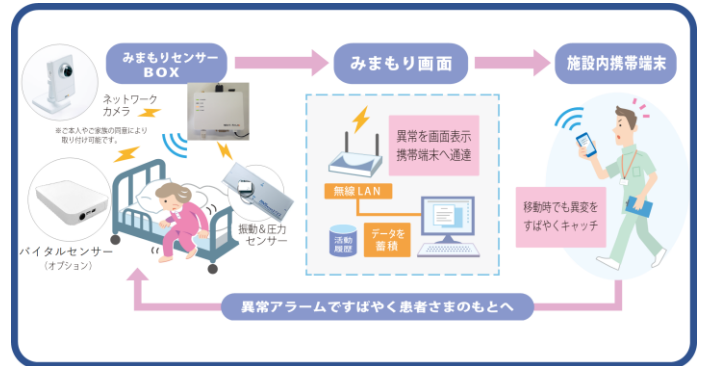 みまもりセンサー
BOX
みまもり画面
施設内携帯端末
ネットワーク
カメラ
※ご本人やご家族の同意により
取り付け可能です。
異常を画面表示
携帯端末へ通達
無線LAN
活動
履歴
データを
蓄積
移動時でも異変を
すばやくキャッチ
振動&圧力
センサー
バイタルセンサー
（オプション）
異常アラームですばやく患者さまのもとへ